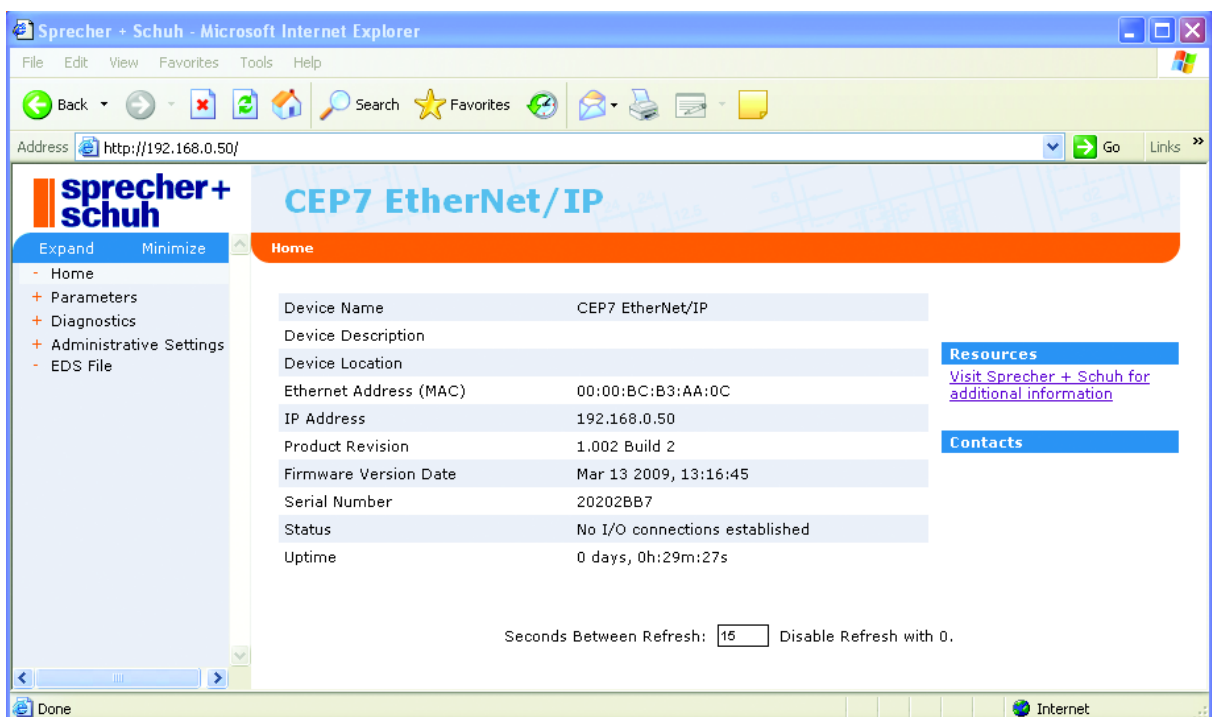 Sprecher + Schuh - Microsoft Internet Explorer
File Edit View Favorites Tools Help
Back Search Favorites
Address http://192.168.0.50/ Go Links »
sprecher+
schuh
CEP7 EtherNet/IP
Expand Minimize
Home
- Home
+ Parameters
+ Diagnostics
+ Administrative Settings
- EDS File
Device Name CEP7 EtherNet/IP
Device Description
Device Location
Ethernet Address (MAC) 00:00:BC:B3:AA:0C
IP Address 192.168.0.50
Product Revision 1.002 Build 2
Firmware Version Date Mar 13 2009, 13:16:45
Serial Number 20202BB7
Status No I/O connections established
Uptime 0 days, 0h:29m:27s
Resources
Visit Sprecher + Schuh for
additional information
Contacts
Seconds Between Refresh: 15 Disable Refresh with 0.
Done Internet